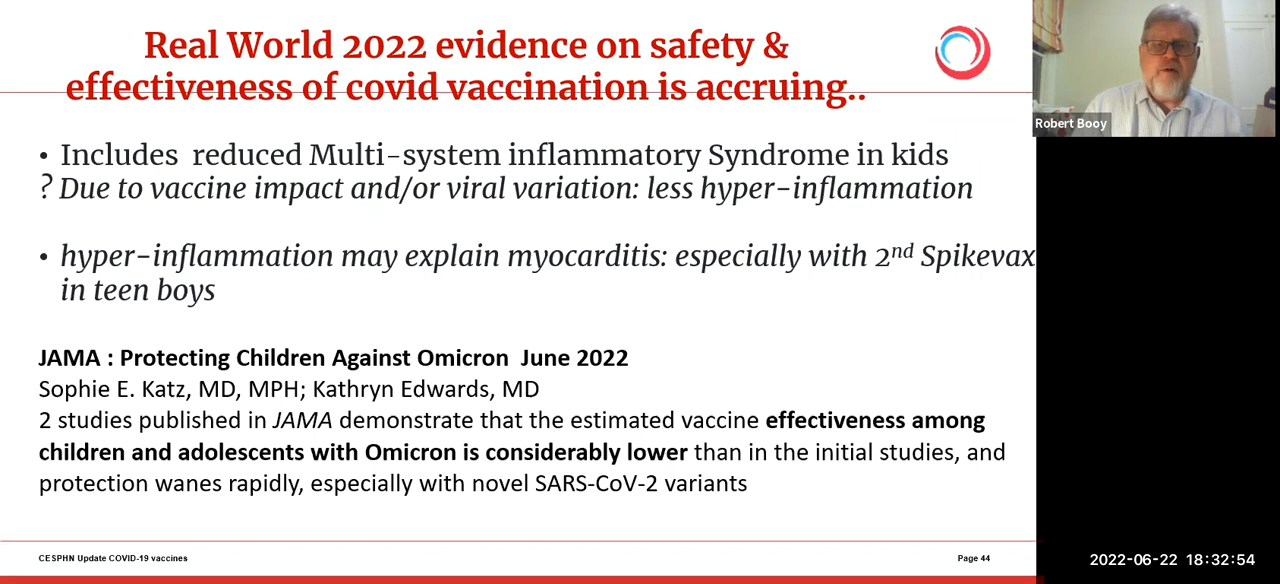 Real World 2022 evidence on safety &
effectiveness of covid vaccination is accruing..
• Includes  reduced Multi-system inflammatory Syndrome in kids
? Due to vaccine impact and/or viral variation: less hyper-inflammation
• hyper-inflammation may explain myocarditis: especially with 2nd Spikevax
in teen boys
JAMA : Protecting Children Against Omicron  June 2022
Sophie E. Katz, MD, MPH; Kathryn Edwards, MD
2 studies published in JAMA demonstrate that the estimated vaccine effectiveness among
children and adolescents with Omicron is considerably lower than in the initial studies, and
protection wanes rapidly, especially with novel SARS-CoV-2 variants
CESPHN Update COVID-19 vaccines
Page 44
Robert Booy
2022-06-22 18:32:54